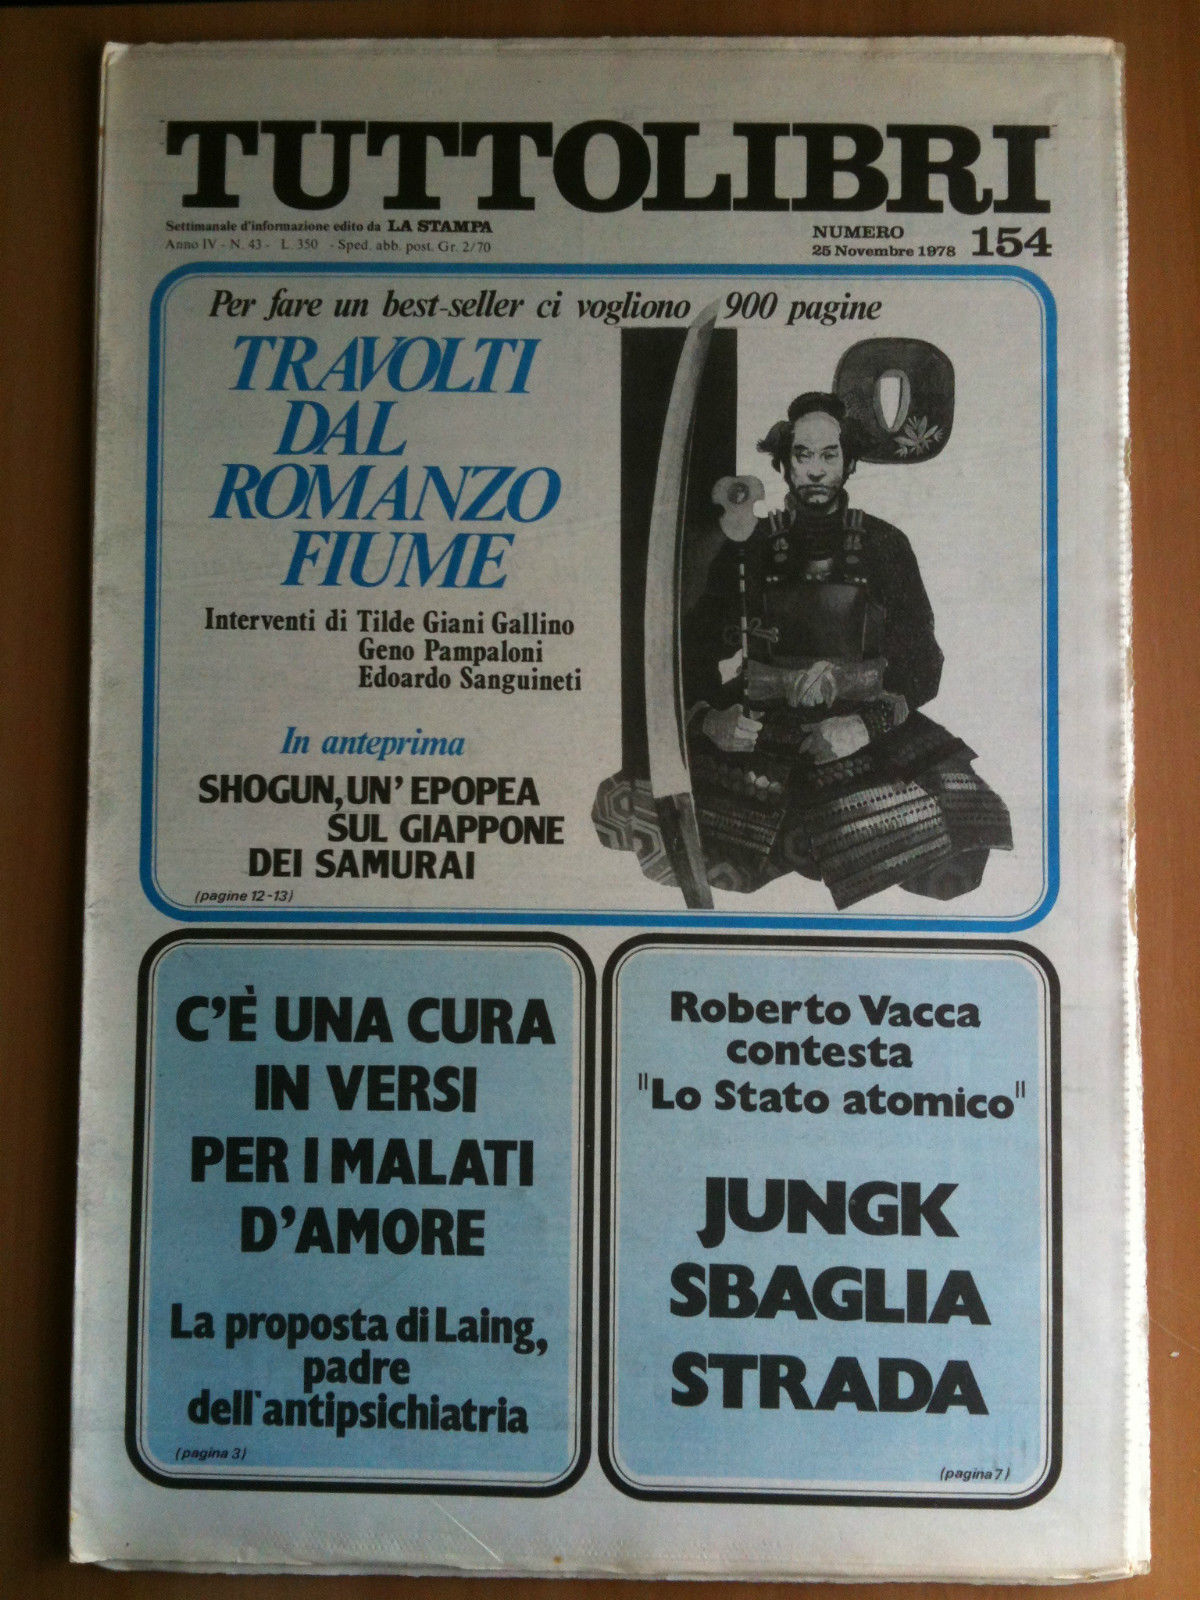 TUTTOLIBRI
Settimanale d'informazione edito da LA STAMPA
Anno IV - N. 43 - L. 350 - Sped. abb. post. Gr. 2/70
NUMERO
25 Novembre 1978 154
Per fare un best-seller ci vogliono 900 pagine
TRAVOLTI
DAL
ROMANZO
FIUME
Interventi di Tilde Giani Gallino
Geno Pampaloni
Edoardo Sanguineti
In anteprima
SHOGUN, UN' EPOPEA
SUL GIAPPONE
DEI SAMURAI
(pagine 12-13)
C'È UNA CURA
IN VERSI
PER I MALATI
D'AMORE
La proposta di Laing,
padre
dell'antipsichiatria
(pagina 3)
Roberto Vacca
contesta
"Lo Stato atomico"
JUNGK
SBAGLIA
STRADA
(pagina 7)